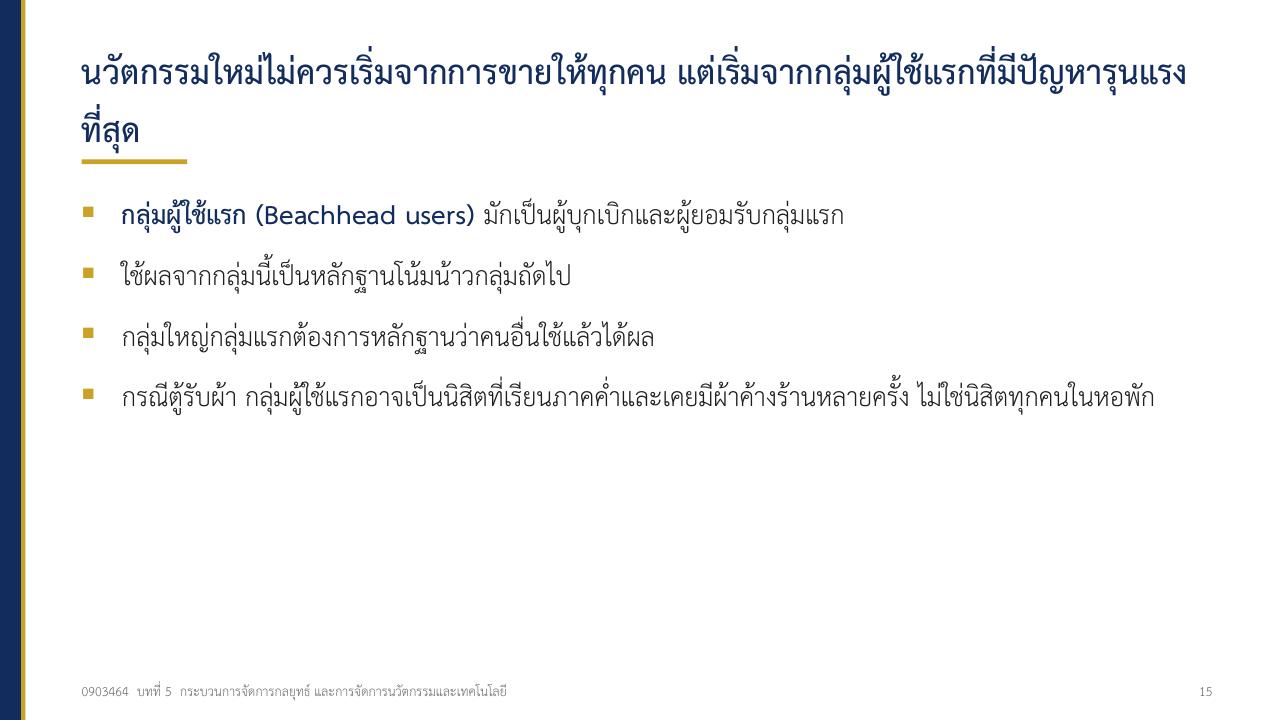 นวัตกรรมใหม่ไม่ควรเริ่มจากการขายให้ทุกคน แต่เริ่มจากกลุ่มผู้ใช้แรกที่มีปัญหารุนแรง
ที่สุด
กลุ่มผู้ใช้แรก (Beachhead users) มักเป็นผู้บุกเบิกและผู้ยอมรับกลุ่มแรก
ใช้ผลจากกลุ่มนี้เป็นหลักฐานโน้มน้าวกลุ่มถัดไป
กลุ่มใหญ่กลุ่มแรกต้องการหลักฐานว่าคนอื่นใช้แล้วได้ผล
กรณีตู้รับผ้า กลุ่มผู้ใช้แรกอาจเป็นนิสิตที่เรียนภาคค่ำและเคยมีผ้าค้างร้านหลายครั้ง ไม่ใช่นิสิตทุกคนในหอพัก
0903464 บทที่ 5 กระบวนการจัดการกลยุทธ์ และการจัดการนวัตกรรมและเทคโนโลยี
15